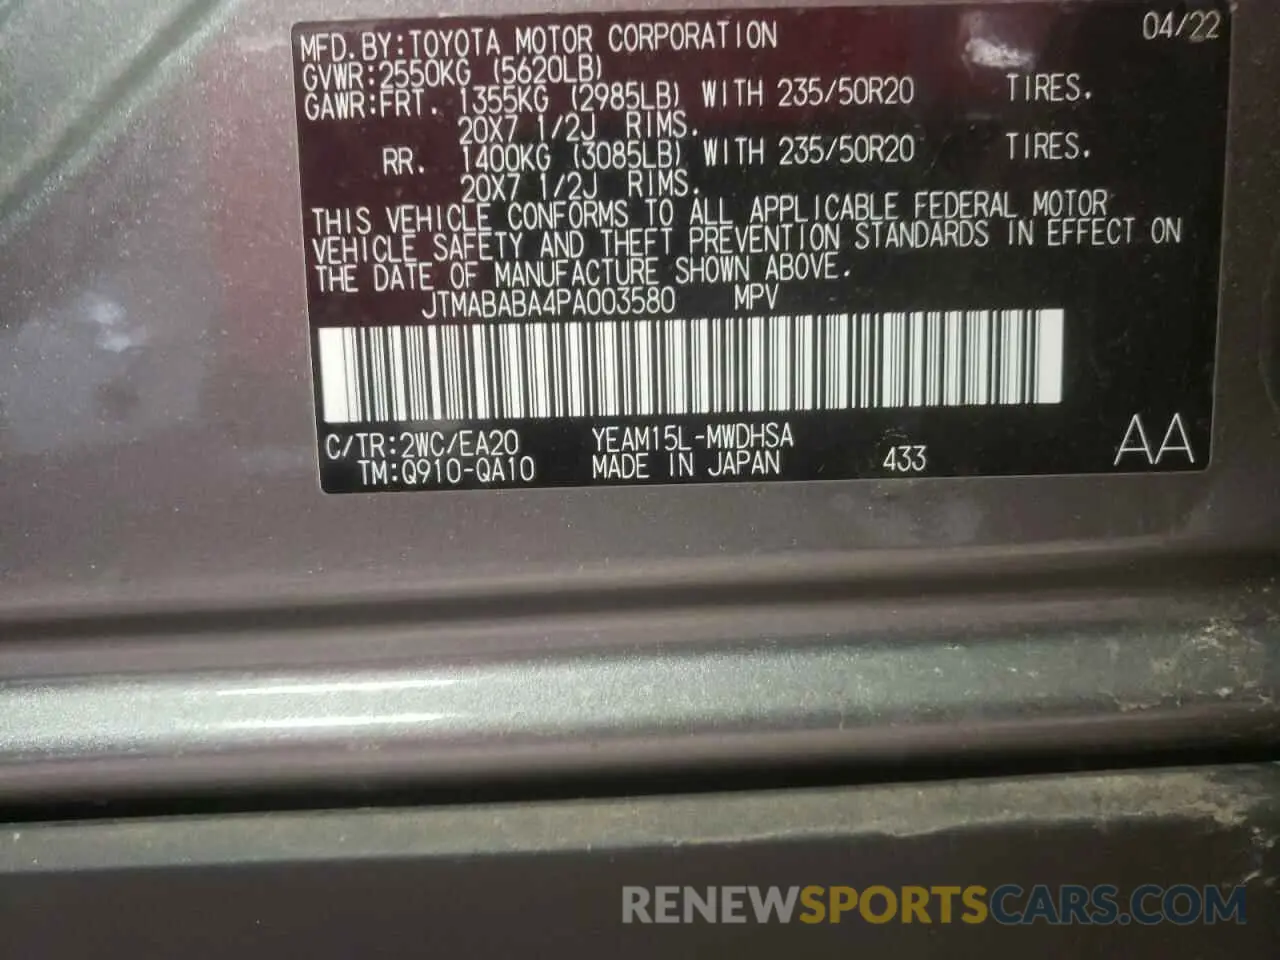 MFD. BY:TOYOTA MOTOR CORPORATION 04/22
GVWR:2550KG (5620LB)
GAWR:FRT. 1355KG (2985LB) WITH 235/50R20 TIRES.
20X7 1/2J RIMS.
RR. 1400KG (3085LB) WITH 235/50R20 TIRES.
20X7 1/2J RIMS.
THIS VEHICLE CONFORMS TO ALL APPLICABLE FEDERAL MOTOR
VEHICLE SAFETY AND THEFT PREVENTION STANDARDS IN EFFECT ON
THE DATE OF MANUFACTURE SHOWN ABOVE.
JTMABABA4PA003580 MPV
C/TR:2WC/EA20 YEAM15L-MWDHSA
TM:Q910-QA10 MADE IN JAPAN 433 AA
RENEWSPORTSCARS.COM